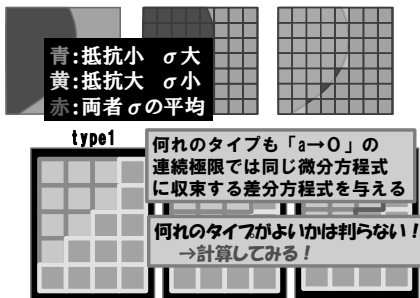 青:抵抗小 σ大
黄:抵抗大 σ小
赤:両者σの平均
type1
何れのタイプも「a→0」の
連続極限では同じ微分方程式
に収束する差分方程式を与える
何れのタイプがよいかは判らない!
→計算してみる!